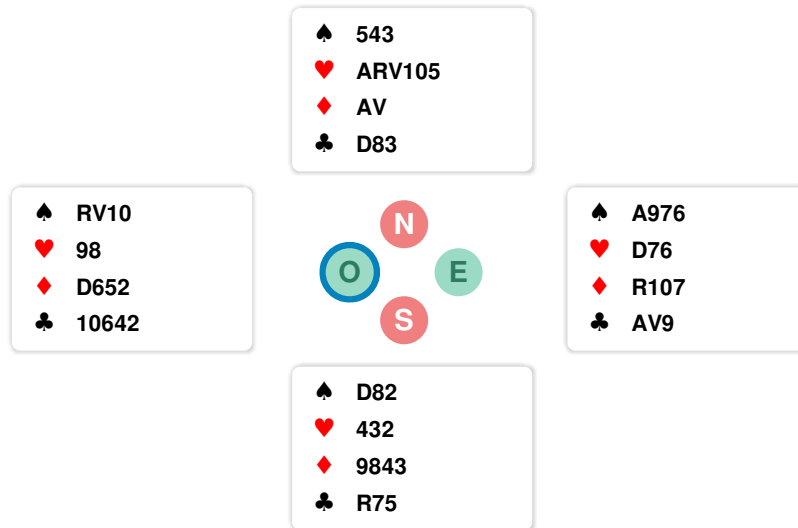 ♠ 543
♥ ARV105
♦ AV
♣ D83
♠ RV10
♥ 98
♦ D652
♣ 10642
N
O E
S
♠ A976
♥ D76
♦ R107
♣ AV9
♠ D82
♥ 432
♦ 9843
♣ R75